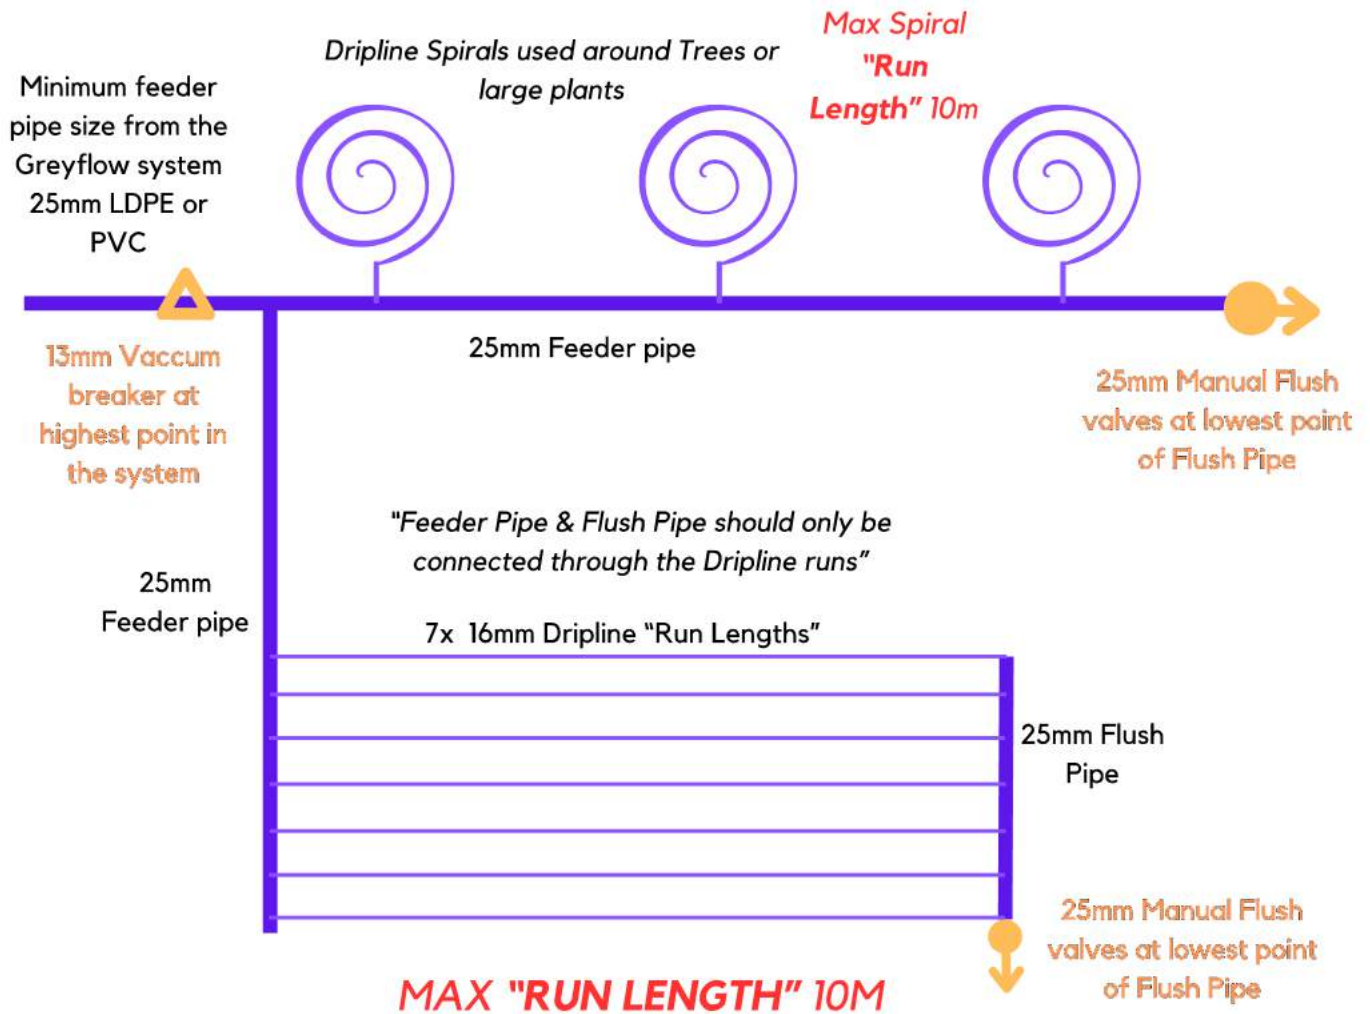 Dripline Spirals used around Trees or
large plants
Max Spiral
"Run
Length" 10m
Minimum feeder
pipe size from the
Greyflow system
25mm LDPE or
PVC
13mm Vaccum
breaker at
highest point in
the system
25mm Feeder pipe
25mm Manual Flush
valves at lowest point
of Flush Pipe
"Feeder Pipe & Flush Pipe should only be
connected through the Dripline runs"
25mm
Feeder pipe
7x 16mm Dripline "Run Lengths"
25mm Flush
Pipe
25mm Manual Flush
valves at lowest point
of Flush Pipe
MAX "RUN LENGTH" 10M